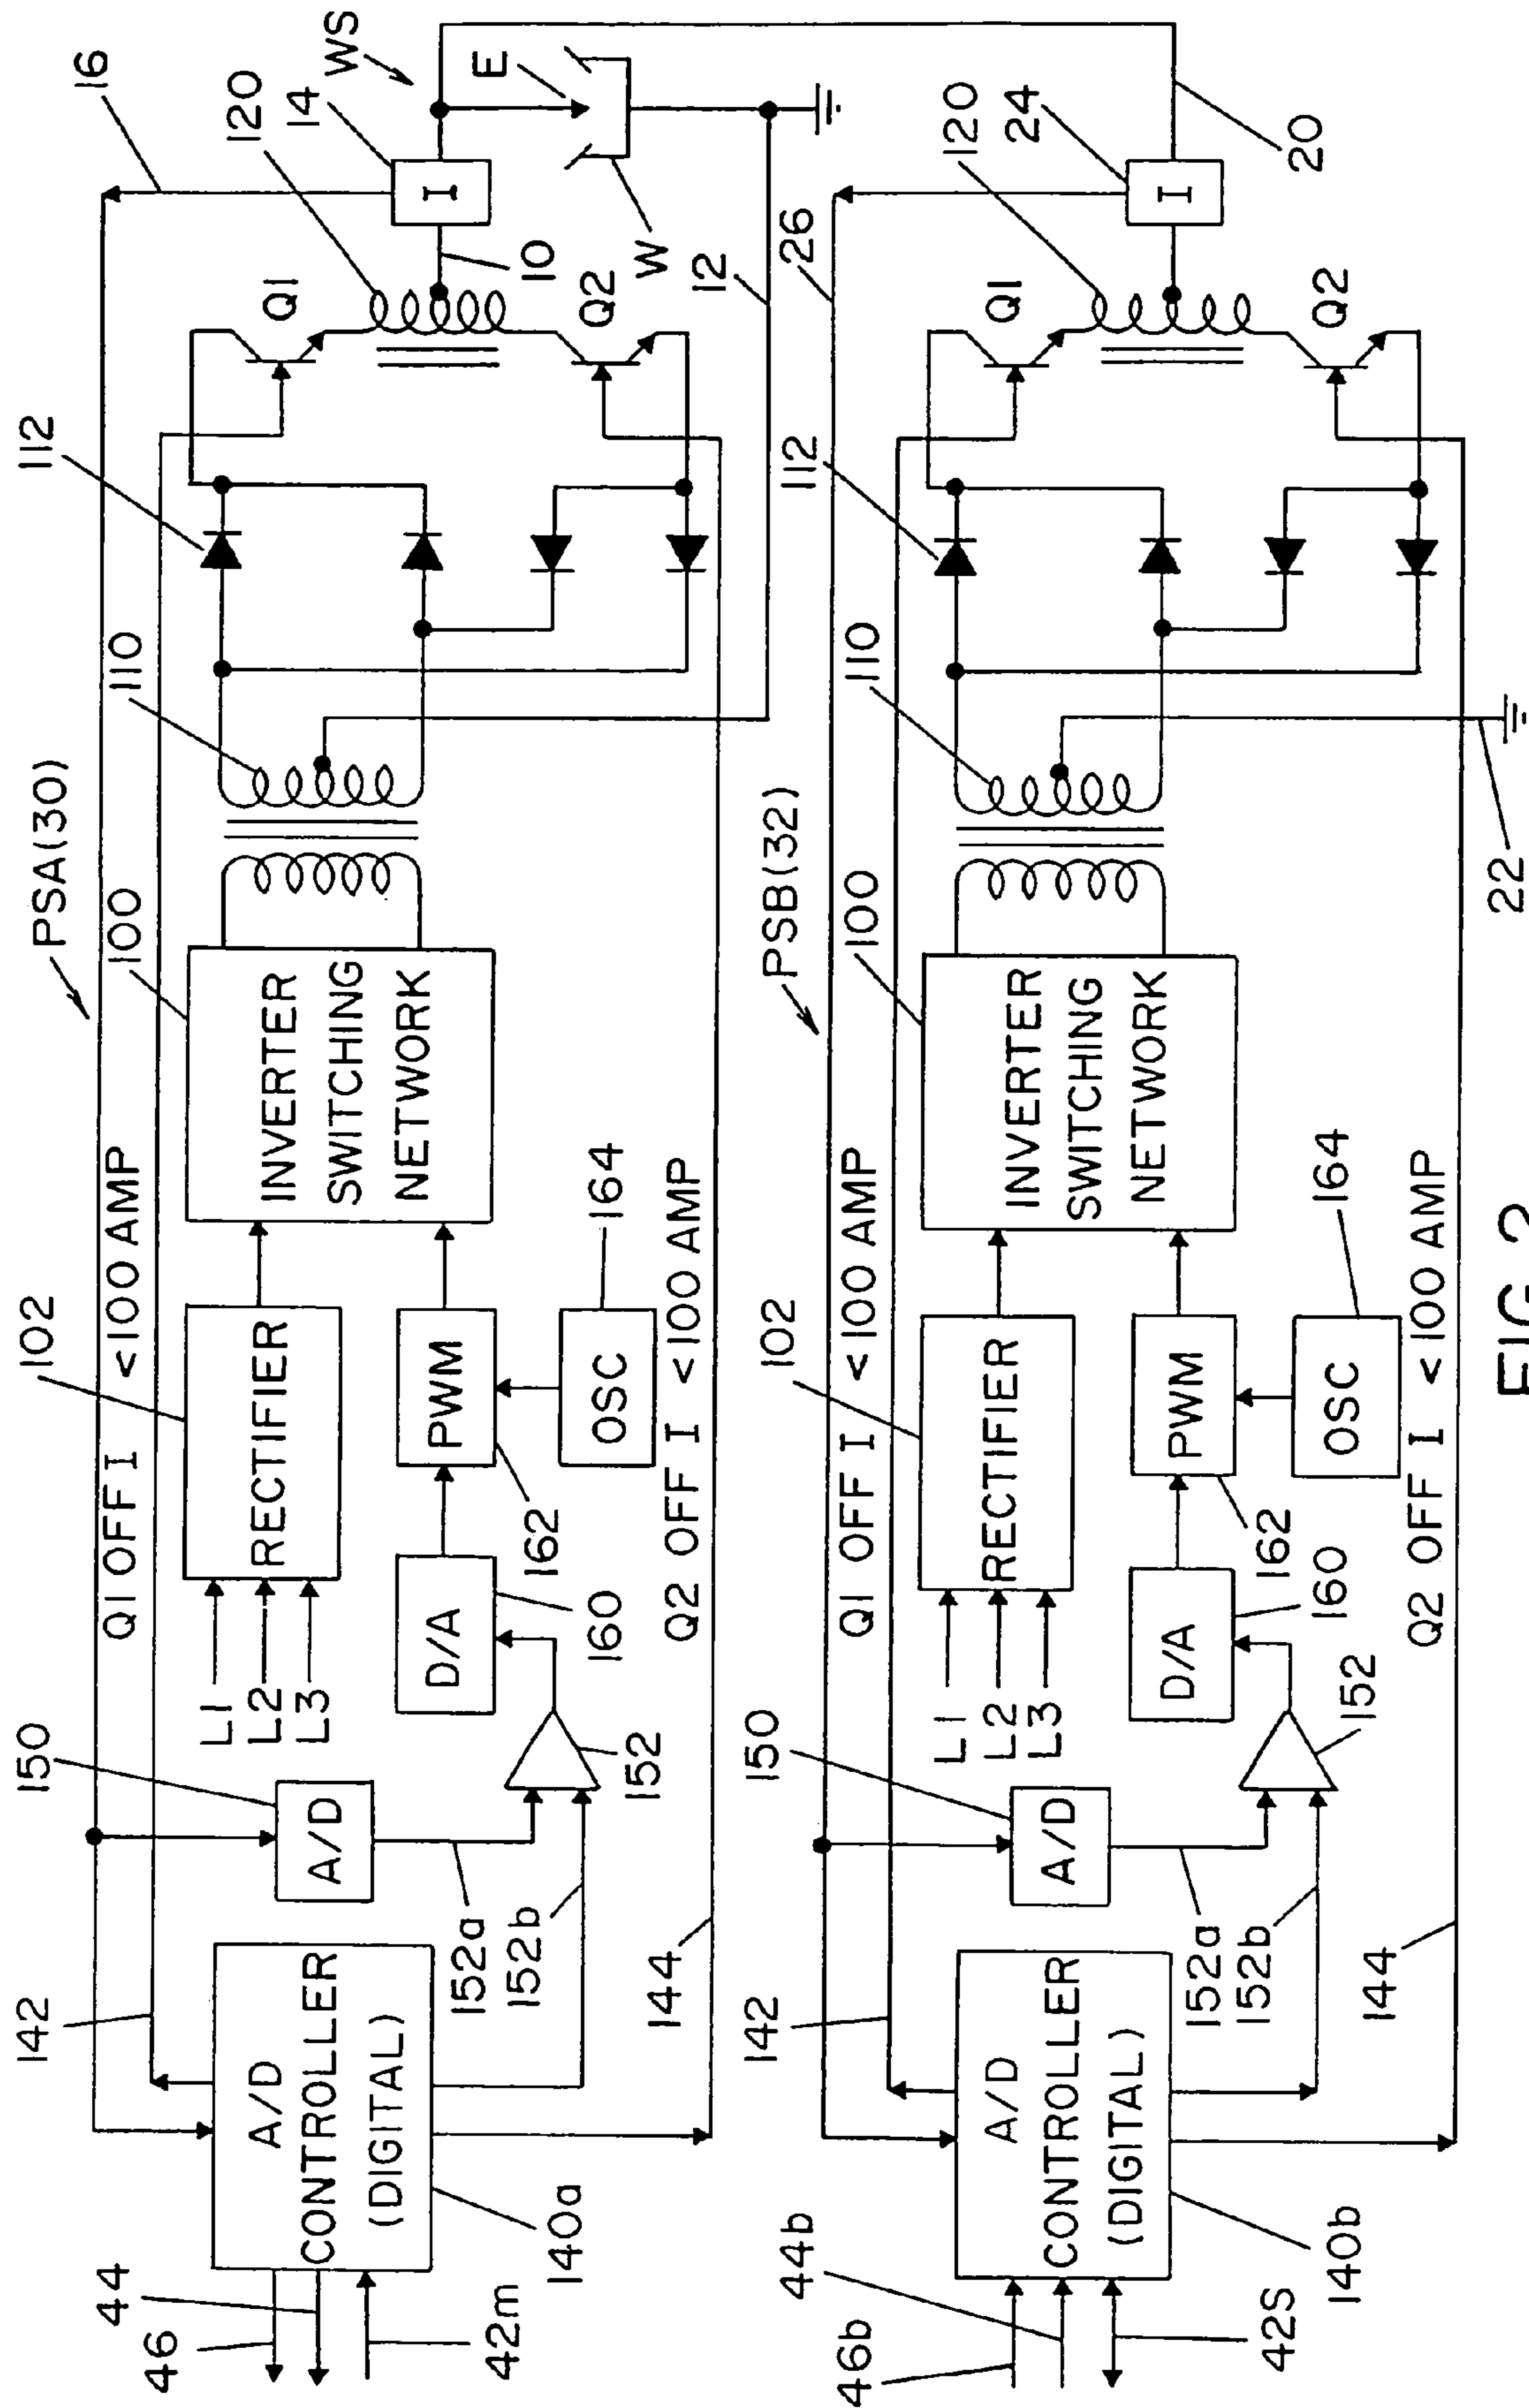 PSA(30)
16
WS
142
150
102
100
110
112
120
14
E
Q1 OFF I <100 AMP
L1
L2
L3
RECTIFIER
INVERTER
SWITCHING
NETWORK
Q1
I
10
Q2
W
12
46
44
42m
A/D
CONTROLLER
(DIGITAL)
140a
A/D
152a
152b
152
D/A
160
PWM
162
OSC
164
144
Q2 OFF I <100 AMP
PSB(32)
26
142
150
102
100
110
112
120
24
20
Q1 OFF I <100 AMP
L1
L2
L3
RECTIFIER
INVERTER
SWITCHING
NETWORK
Q1
I
Q2
46b
44b
42S
A/D
CONTROLLER
(DIGITAL)
140b
A/D
152a
152b
152
D/A
160
PWM
162
OSC
164
144
Q2 OFF I <100 AMP
22
FIG. 2